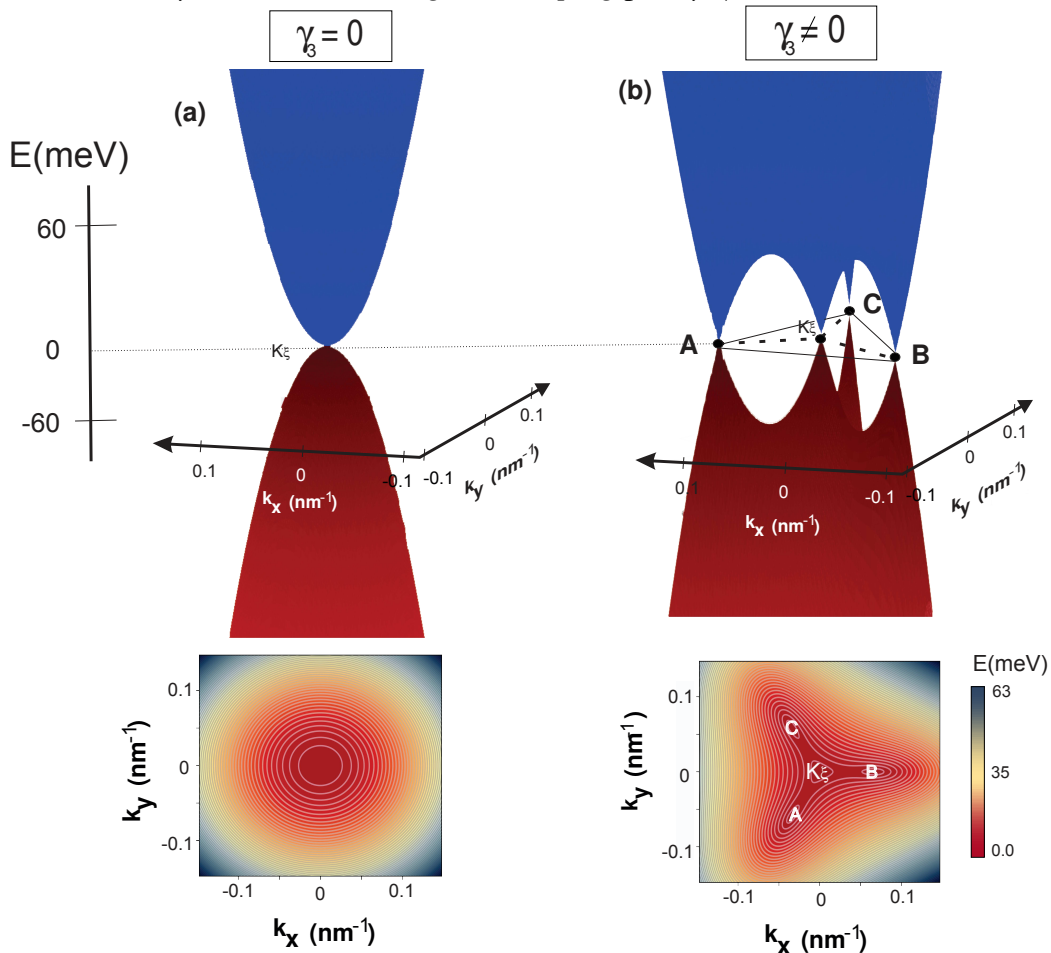 γ₃ = 0
γ₃ ≠ 0
(a)
(b)
E(meV)
60
0
-60
Kξ
0.1
0
-0.1
kₓ (nm⁻¹)
-0.1
0
0.1
κ_y (nm⁻¹)
A
Kξ
C
B
0.1
0
-0.1
kₓ (nm⁻¹)
-0.1
0
0.1
κ_y (nm⁻¹)
k_y (nm⁻¹)
0.1
0
-0.1
-0.1
0
0.1
kₓ (nm⁻¹)
k_y (nm⁻¹)
0.1
0
-0.1
C
Kξ
B
A
-0.1
0
0.1
kₓ (nm⁻¹)
E(meV)
63
35
0.0